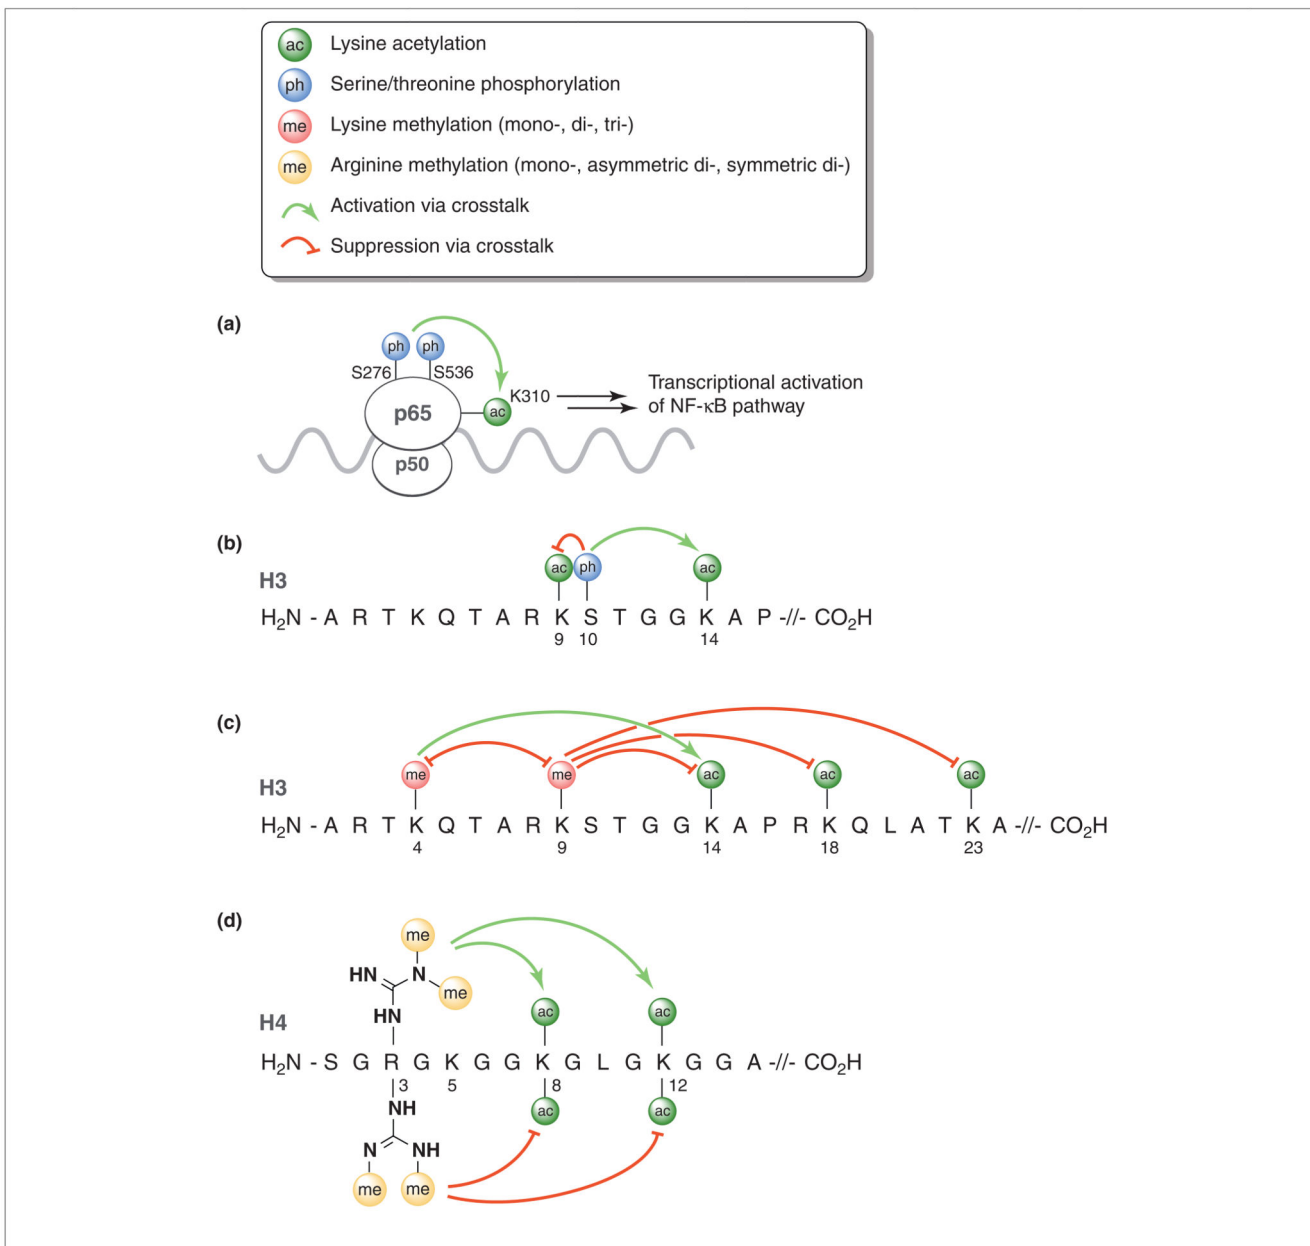 ac Lysine acetylation
ph Serine/threonine phosphorylation
me Lysine methylation (mono-, di-, tri-)
me Arginine methylation (mono-, asymmetric di-, symmetric di-)
Activation via crosstalk
Suppression via crosstalk
(a)
ph ph
S276 S536
p65 ac K310
Transcriptional activation
of NF-κB pathway
p50
(b)
ac ph ac
H3
H₂N - A R T K Q T A R K S T G G K A P -//- CO₂H
9 10 14
(c)
me me ac ac ac
H3
H₂N - A R T K Q T A R K S T G G K A P R K Q L A T K A -//- CO₂H
4 9 14 18 23
(d)
me
HN N
me
HN ac ac
H4
H₂N - S G R G K G G K G L G K G G A -//- CO₂H
3 5 8 12
NH ac ac
N NH
me me